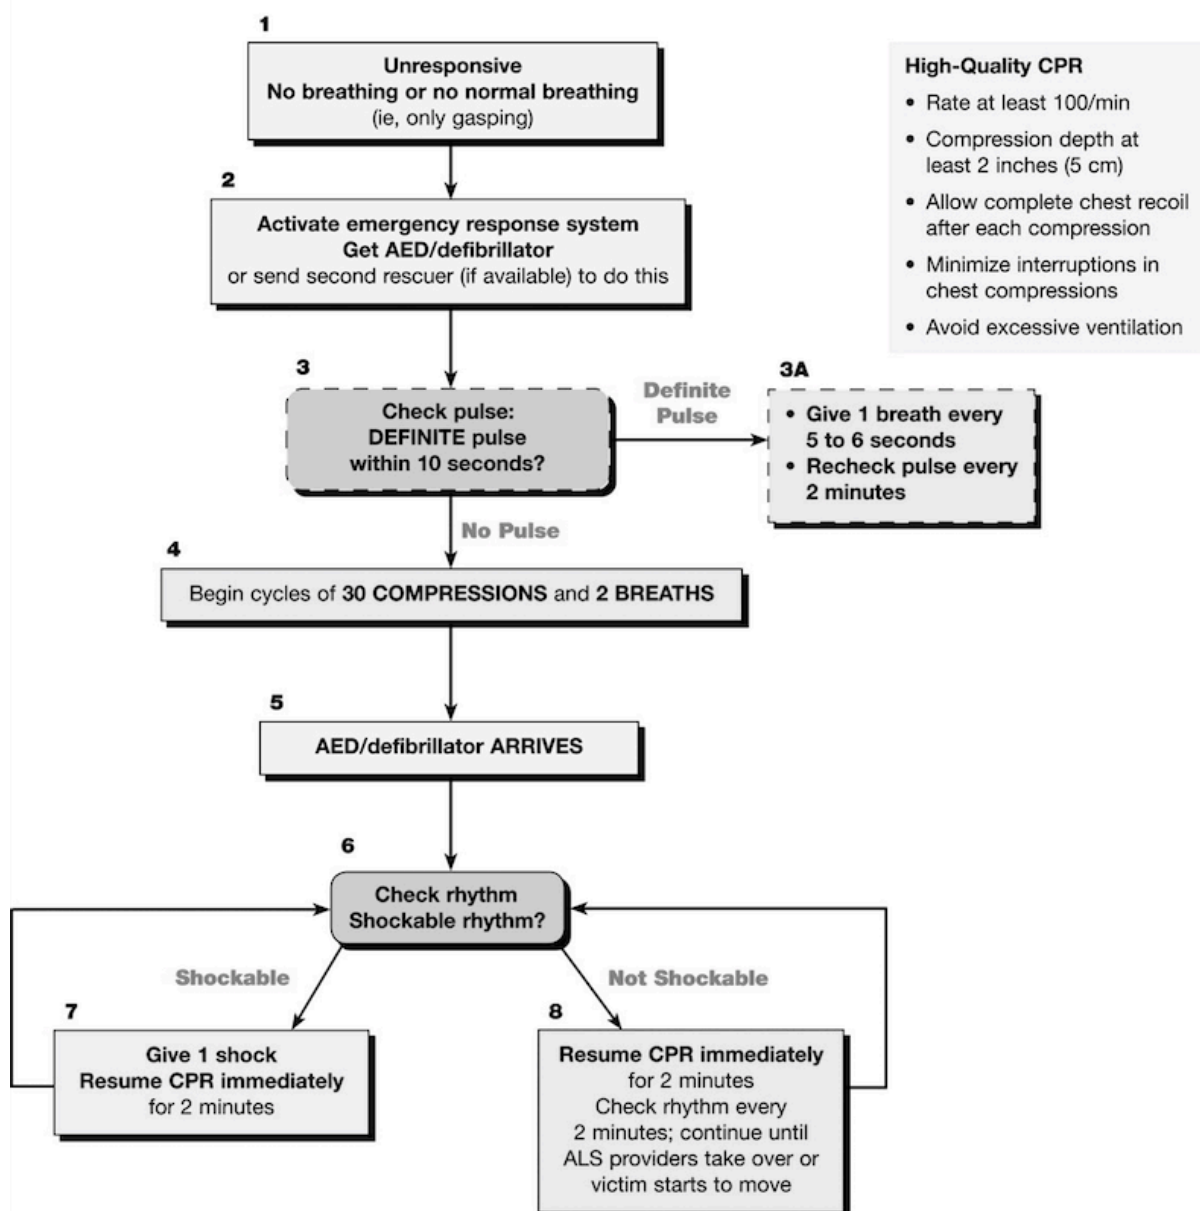 1
Unresponsive
No breathing or no normal breathing
(ie, only gasping)
2
Activate emergency response system
Get AED/defibrillator
or send second rescuer (if available) to do this
High-Quality CPR
• Rate at least 100/min
• Compression depth at
least 2 inches (5 cm)
• Allow complete chest recoil
after each compression
• Minimize interruptions in
chest compressions
• Avoid excessive ventilation
3
Check pulse:
DEFINITE pulse
within 10 seconds?
Definite
Pulse
3A
• Give 1 breath every
5 to 6 seconds
• Recheck pulse every
2 minutes
No Pulse
4
Begin cycles of 30 COMPRESSIONS and 2 BREATHS
5
AED/defibrillator ARRIVES
6
Check rhythm
Shockable rhythm?
Shockable
Not Shockable
7
Give 1 shock
Resume CPR immediately
for 2 minutes
8
Resume CPR immediately
for 2 minutes
Check rhythm every
2 minutes; continue until
ALS providers take over or
victim starts to move